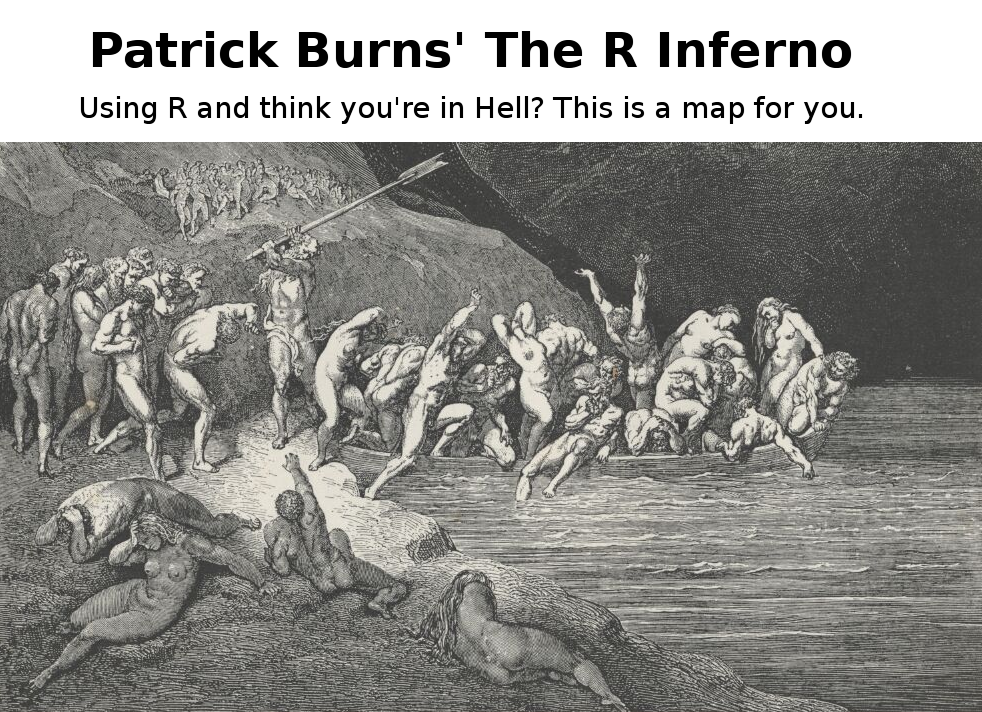 Patrick Burns' The R Inferno
Using R and think you're in Hell? This is a map for you.